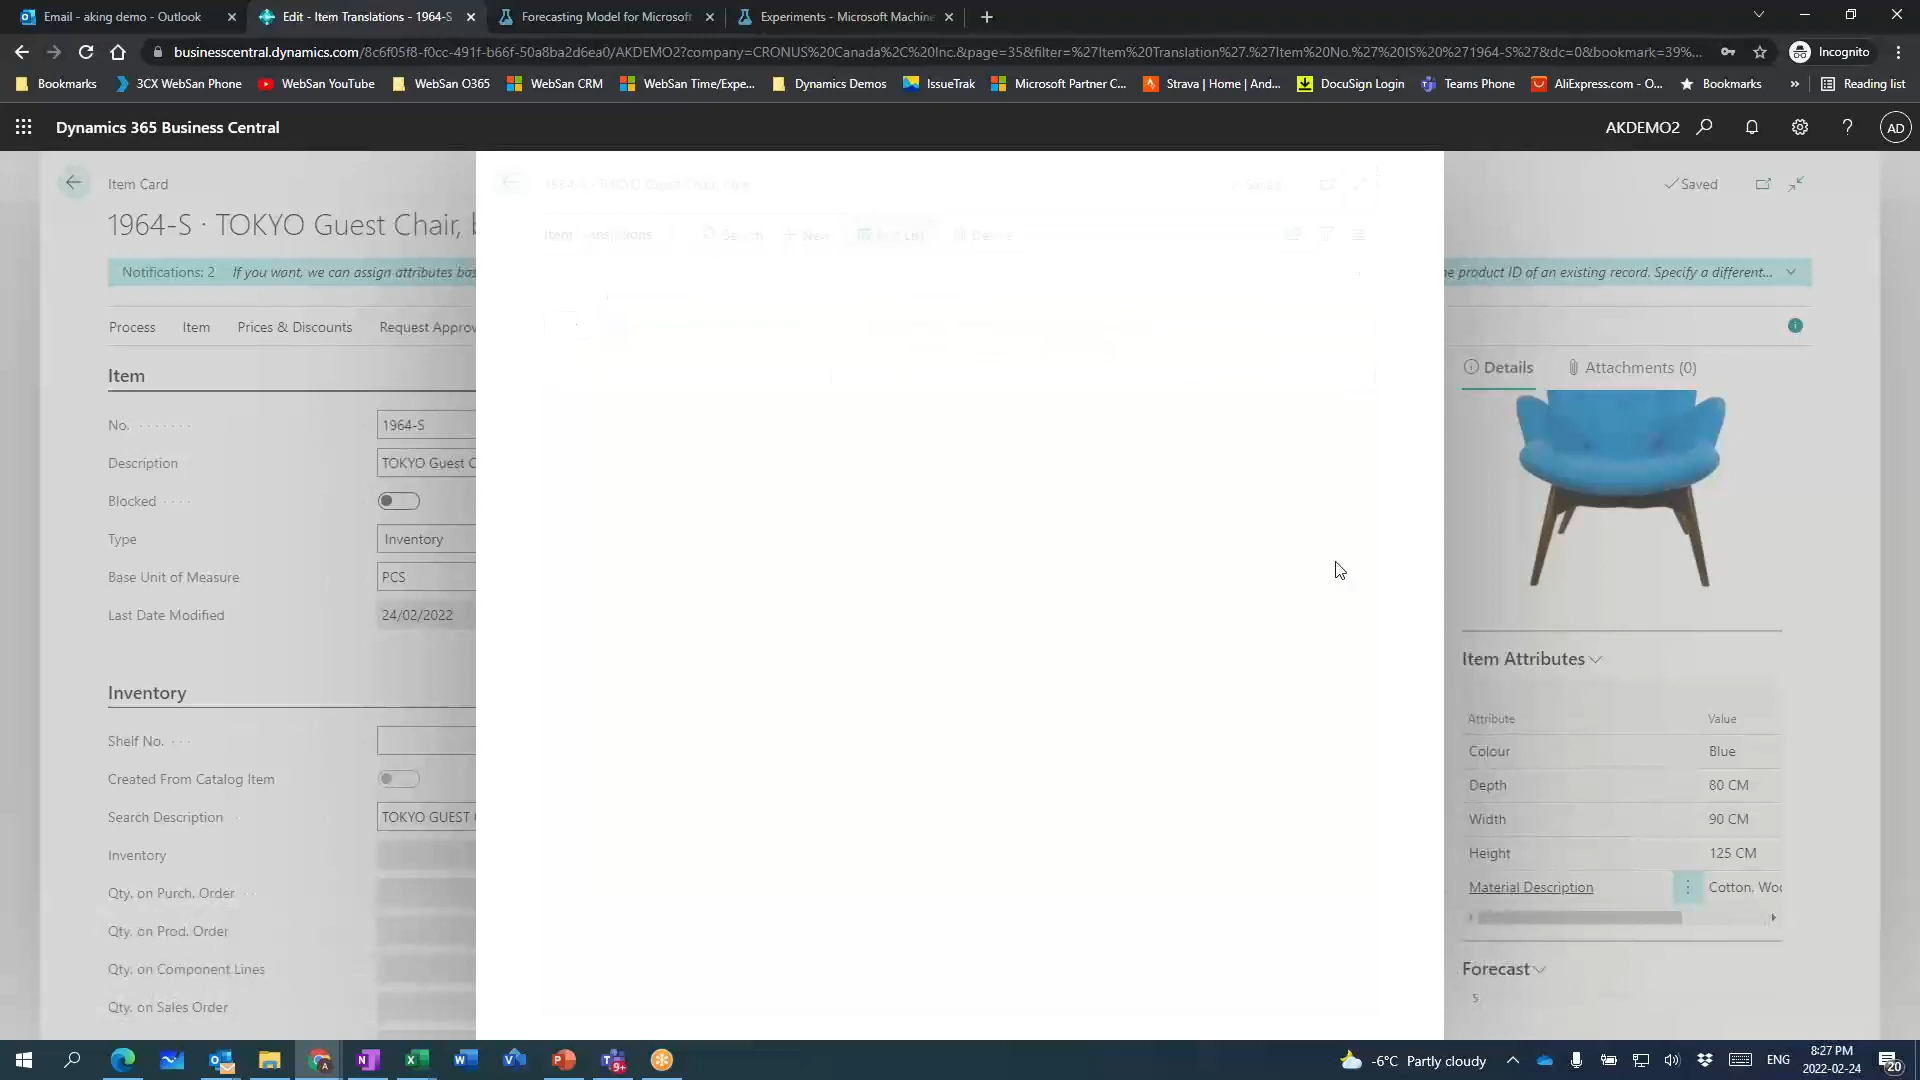 Email - aking demo - Outlook
Edit - Item Translations - 1964-S
Forecasting Model for Microsoft
Experiments - Microsoft Machine
businesscentral.dynamics.com/8c6f05f8-f0cc-491f-b66f-50a8ba2d6ea0/AKDEMO2?company=CRONUS%20Canada%2C%20Inc.&page=35&filter=%27Item%20Translation%27.%27Item%20No.%27%20IS%20%271964-S%27&dc=0&bookmark=39%...
Incognito
Bookmarks
3CX WebSan Phone
WebSan YouTube
WebSan O365
WebSan CRM
WebSan Time/Expe...
Dynamics Demos
IssueTrak
Microsoft Partner C...
Strava | Home | And...
DocuSign Login
Teams Phone
AliExpress.com - O...
Bookmarks
»
Reading list
Dynamics 365 Business Central
AKDEMO2
AD
Item Card
Saved
1964-S · TOKYO Guest Chair, b
Notifications: 2 If you want, we can assign attributes bas
e product ID of an existing record. Specify a different...
Process
Item
Prices & Discounts
Request Approv
Search
New
Edit List
Item
No.
1964-S
Description
TOKYO Guest C
Blocked
Type
Inventory
Base Unit of Measure
PCS
Last Date Modified
24/02/2022
Inventory
Shelf No.
Created From Catalog Item
Search Description
TOKYO GUEST
Inventory
Qty. on Purch. Order
Qty. on Prod. Order
Qty. on Component Lines
Qty. on Sales Order
Details
Attachments (0)
Item Attributes
Attribute
Value
Colour
Blue
Depth
80 CM
Width
90 CM
Height
125 CM
Material Description
Cotton, Woo
Forecast
5
9+
-6°C Partly cloudy
ENG
8:27 PM
2022-02-24
20